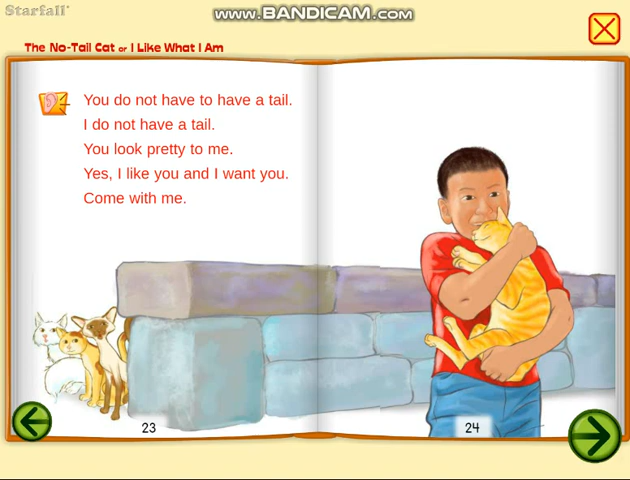 Starfall
www.BANDICAM.com
The No-Tail Cat or I Like What I Am
You do not have to have a tail.
I do not have a tail.
You look pretty to me.
Yes, I like you and I want you.
Come with me.
23
24